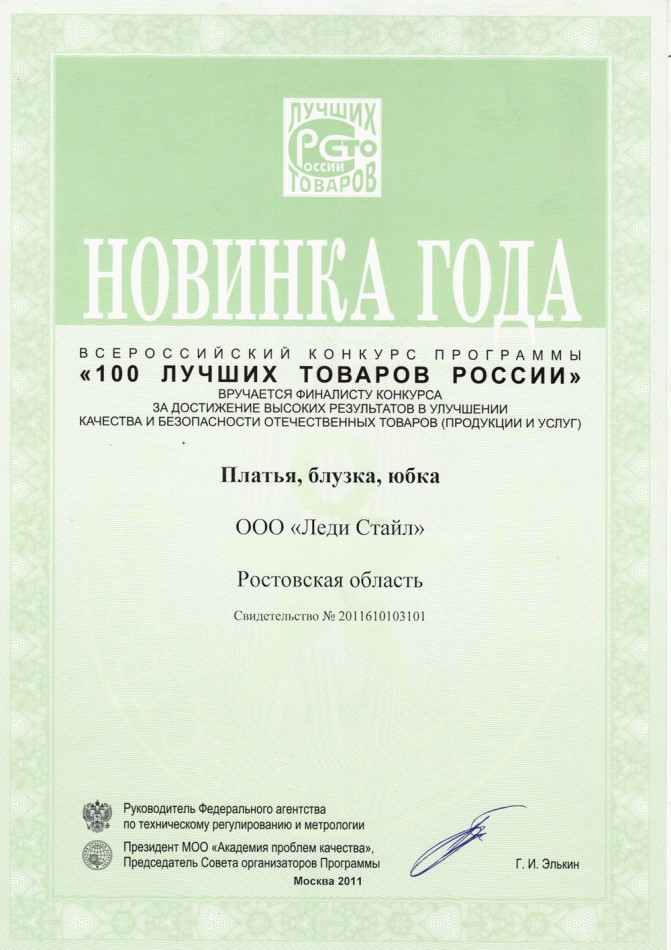 ЛУЧШИХ
СТО
РОССИИ
ТОВАРОВ
НОВИНКА ГОДА
ВСЕРОССИЙСКИЙ КОНКУРС ПРОГРАММЫ
«100 ЛУЧШИХ ТОВАРОВ РОССИИ»
ВРУЧАЕТСЯ ФИНАЛИСТУ КОНКУРСА
ЗА ДОСТИЖЕНИЕ ВЫСОКИХ РЕЗУЛЬТАТОВ В УЛУЧШЕНИИ
КАЧЕСТВА И БЕЗОПАСНОСТИ ОТЕЧЕСТВЕННЫХ ТОВАРОВ (ПРОДУКЦИИ И УСЛУГ)
Платья, блузка, юбка
ООО «Леди Стайл»
Ростовская область
Свидетельство № 2011610103101
Руководитель Федерального агентства
по техническому регулированию и метрологии
Президент МОО «Академия проблем качества»,
Председатель Совета организаторов Программы
Г. И. Элькин
Москва 2011